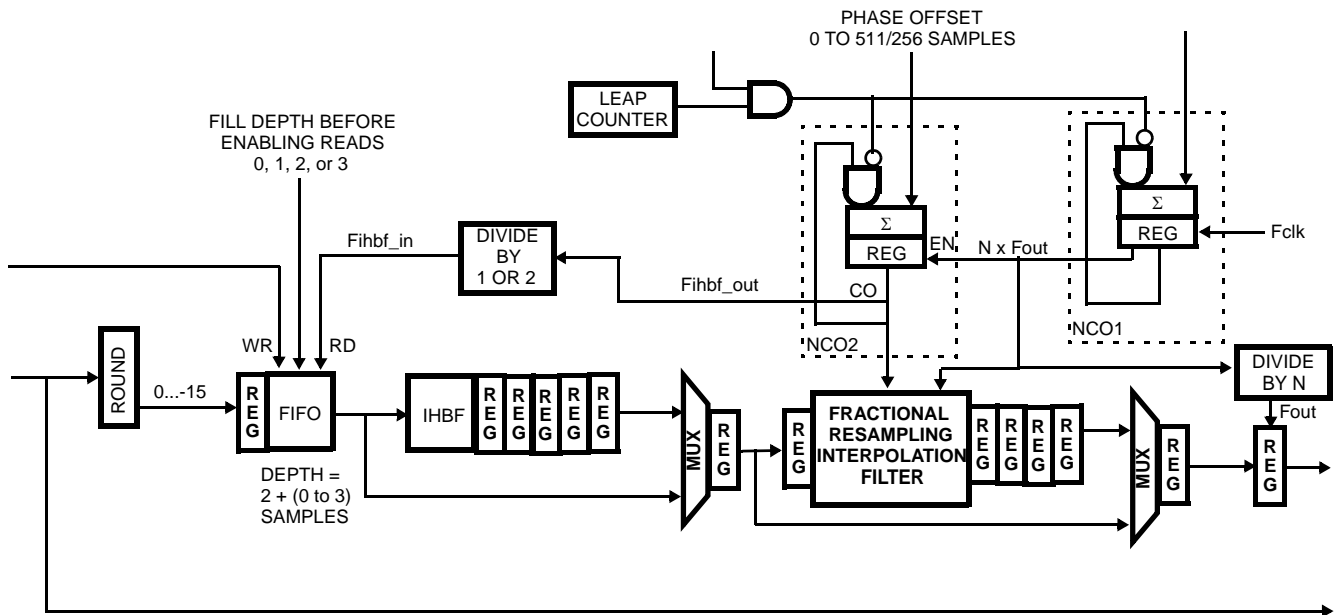 PHASE OFFSET
0 TO 511/256 SAMPLES
LEAP
COUNTER
FILL DEPTH BEFORE
ENABLING READS
0, 1, 2, or 3
Σ
REG
EN
CO
NCO2
N x Fout
Σ
REG
Fclk
NCO1
Fihbf_in
DIVIDE
BY
1 OR 2
Fihbf_out
WR
RD
ROUND
0...-15
REG
FIFO
DEPTH =
2 + (0 to 3)
SAMPLES
IHBF
REG
REG
REG
REG
REG
MUX
REG
REG
FRACTIONAL
RESAMPLING
INTERPOLATION
FILTER
REG
REG
REG
REG
MUX
REG
DIVIDE
BY N
Fout
REG